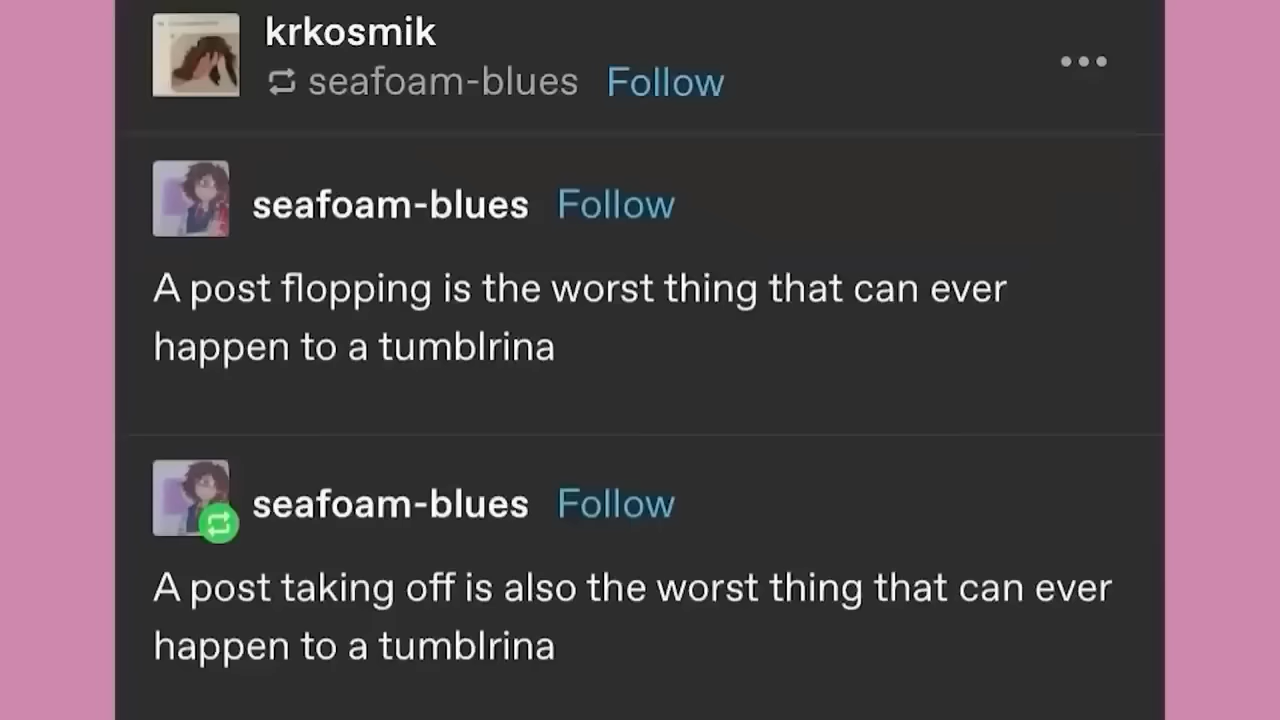 krkosmik
seafoam-blues Follow
seafoam-blues Follow
A post flopping is the worst thing that can ever
happen to a tumblrina
seafoam-blues Follow
A post taking off is also the worst thing that can ever
happen to a tumblrina